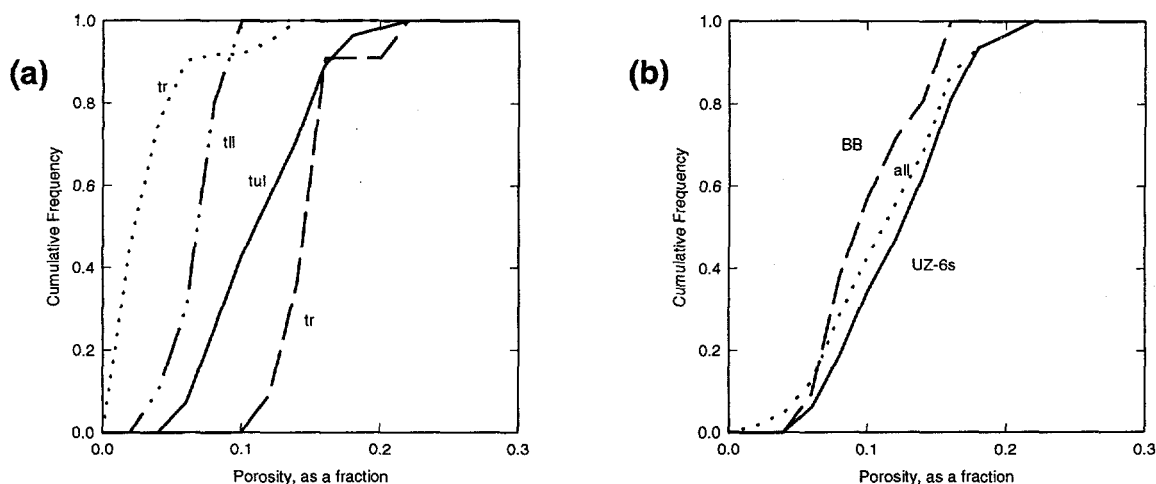 (a)
1.0
0.8
0.6
0.4
0.2
0.0
Cumulative Frequency
tr
tll
tul
tr
0.0 0.1 0.2 0.3
Porosity, as a fraction
(b)
1.0
0.8
0.6
0.4
0.2
0.0
Cumulative Frequency
BB
all
UZ-6s
0.0 0.1 0.2 0.3
Porosity, as a fraction